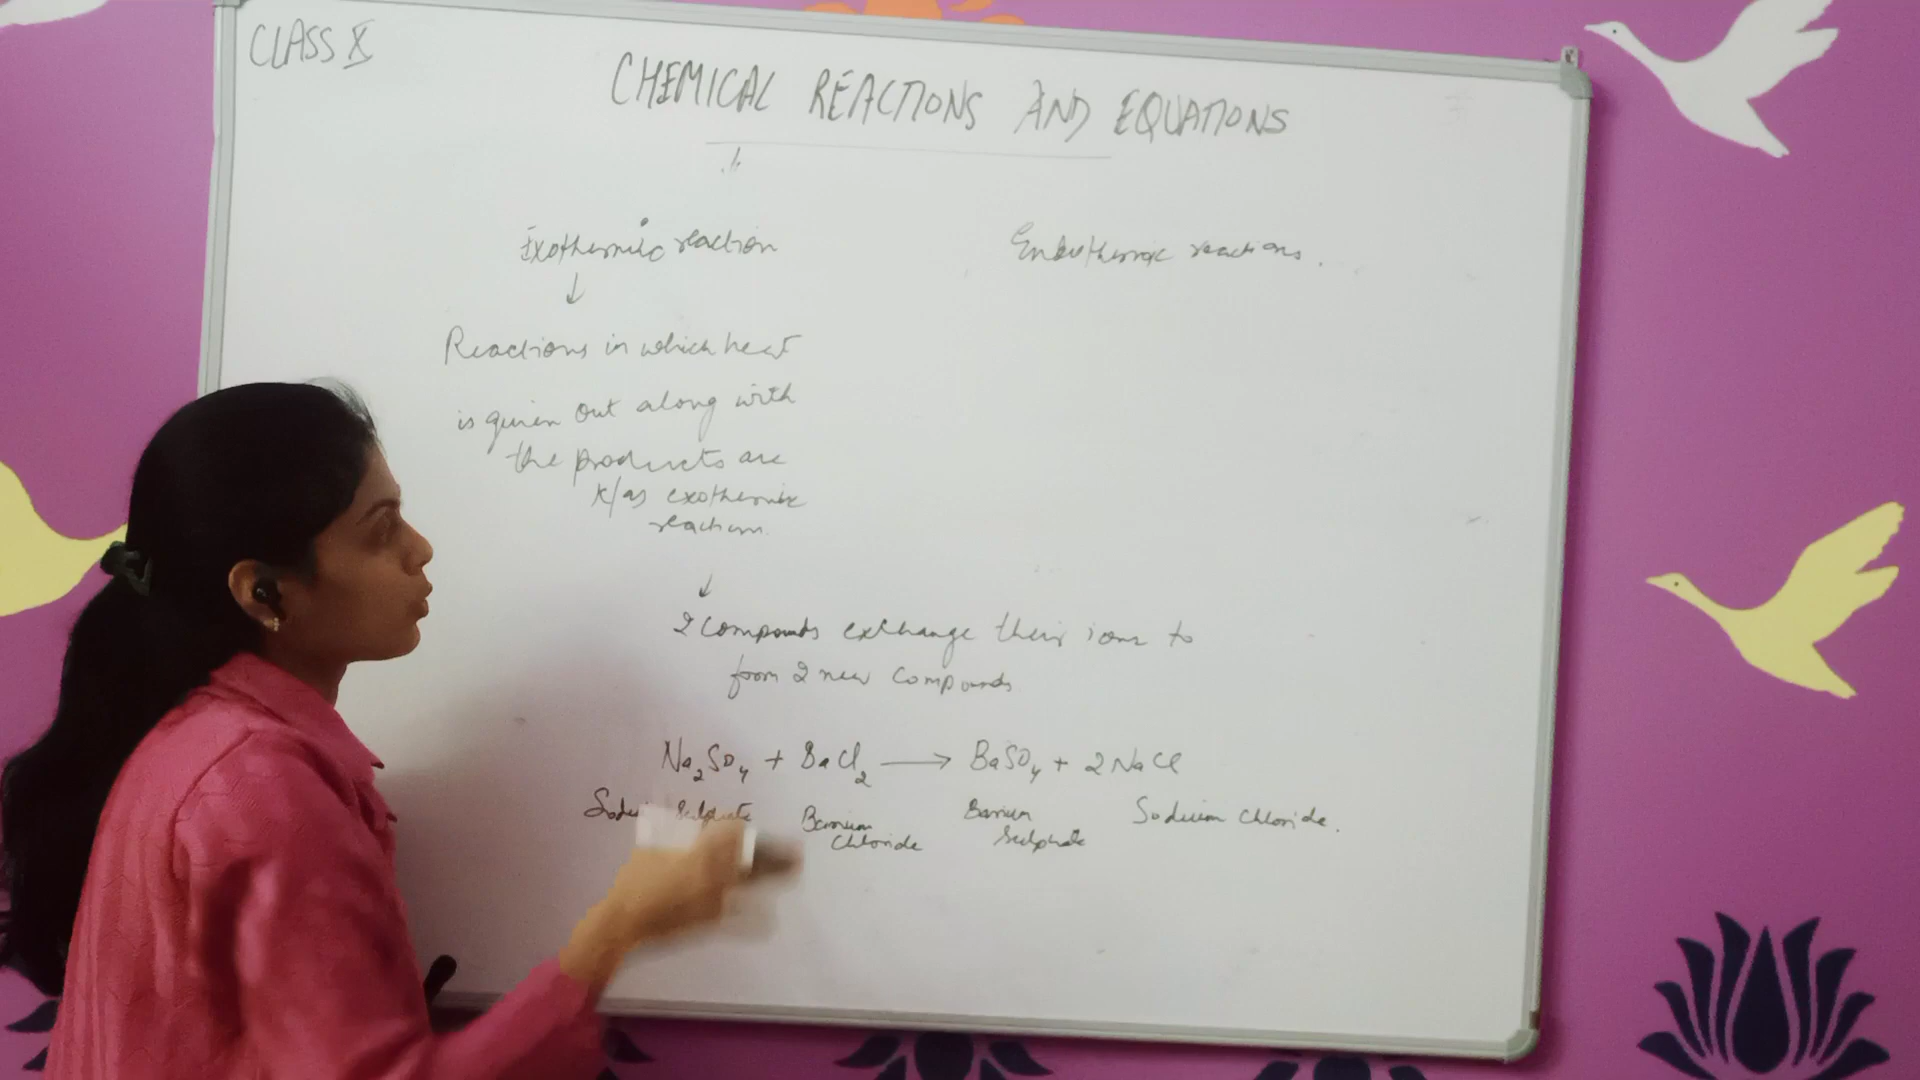 CLASS X
CHEMICAL REACTIONS AND EQUATIONS
Exothermic reaction
Endothermic reactions.
Reactions in which heat
is given out along with
the products are
k/as exothermic
reactions.
2 compounds exchange their ions to
form 2 new compounds
Na₂SO₄ + BaCl₂ ⟶ BaSO₄ + 2NaCl
Sulphate Barium Barium Sodium Chloride.
Chloride Sulphate